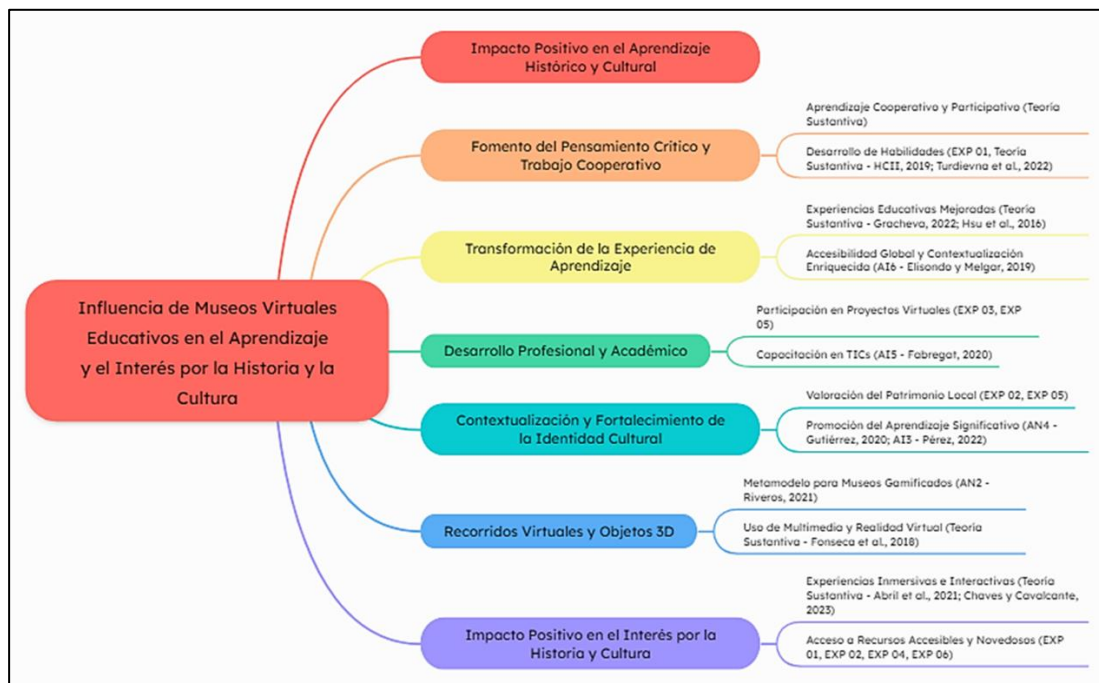 Impacto Positivo en el Aprendizaje
Histórico y Cultural
Aprendizaje Cooperativo y Participativo (Teoría
Sustantiva)
Fomento del Pensamiento Crítico y
Trabajo Cooperativo
Desarrollo de Habilidades (EXP 01, Teoría
Sustantiva - HCII, 2019; Turdievna et al., 2022)
Experiencias Educativas Mejoradas (Teoría
Sustantiva - Gracheva, 2022; Hsu et al., 2016)
Transformación de la Experiencia de
Aprendizaje
Accesibilidad Global y Contextualización
Enriquecida (AI6 - Elisondo y Melgar, 2019)
Influencia de Museos Virtuales
Educativos en el Aprendizaje
y el Interés por la Historia y la
Cultura
Participación en Proyectos Virtuales (EXP 03, EXP
05)
Desarrollo Profesional y Académico
Capacitación en TICs (AI5 - Fabregat, 2020)
Valoración del Patrimonio Local (EXP 02, EXP 05)
Contextualización y Fortalecimiento de
la Identidad Cultural
Promoción del Aprendizaje Significativo (AN4 -
Gutiérrez, 2020; AI3 - Pérez, 2022)
Metamodelo para Museos Gamificados (AN2 -
Riveros, 2021)
Recorridos Virtuales y Objetos 3D
Uso de Multimedia y Realidad Virtual (Teoría
Sustantiva - Fonseca et al., 2018)
Experiencias Inmersivas e Interactivas (Teoría
Sustantiva - Abril et al., 2021; Chaves y Cavalcante,
2023)
Impacto Positivo en el Interés por la
Historia y Cultura
Acceso a Recursos Accesibles y Novedosos (EXP
01, EXP 02, EXP 04, EXP 06)